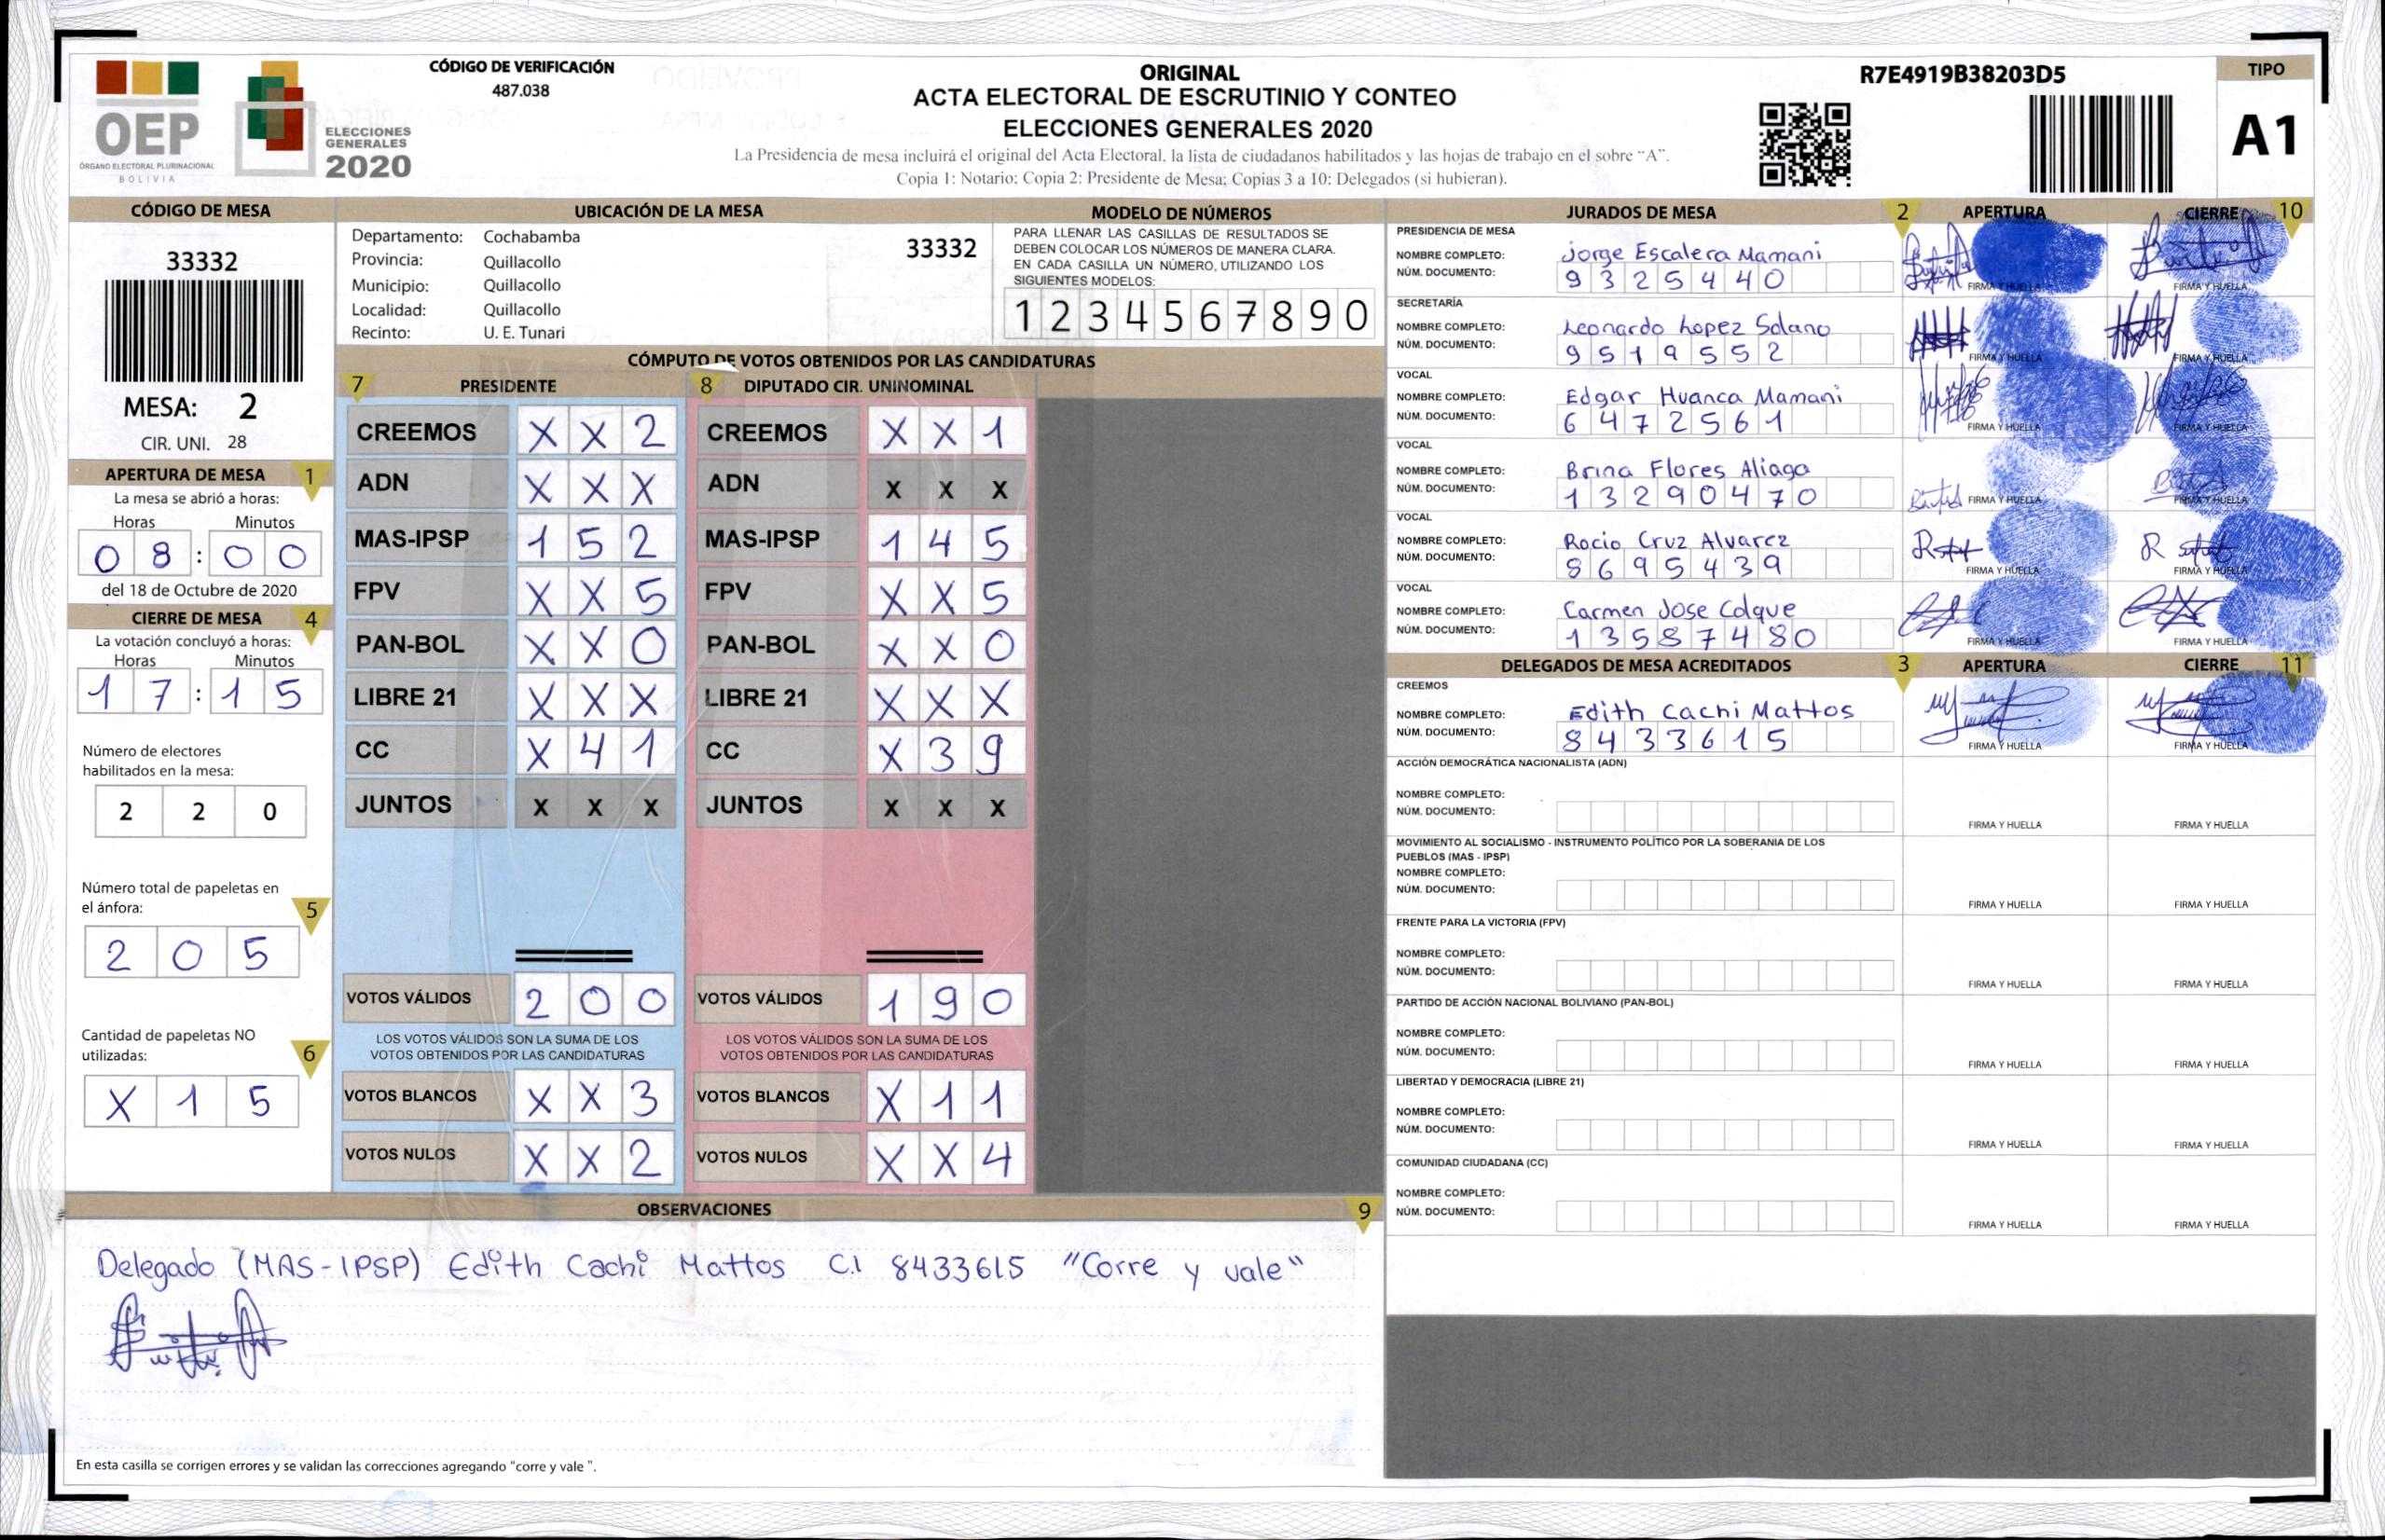 OEP
ÓRGANO ELECTORAL PLURINACIONAL
BOLIVIA
ELECCIONES
GENERALES
2020
CÓDIGO DE VERIFICACIÓN
487.038
ORIGINAL
ACTA ELECTORAL DE ESCRUTINIO Y CONTEO
ELECCIONES GENERALES 2020
La Presidencia de mesa incluirá el original del Acta Electoral, la lista de ciudadanos habilitados y las hojas de trabajo en el sobre "A".
Copia 1: Notario; Copia 2: Presidente de Mesa; Copias 3 a 10: Delegados (si hubieran).
R7E4919B38203D5
TIPO
A1
CÓDIGO DE MESA
33332
MESA: 2
CIR. UNI. 28
APERTURA DE MESA 1
La mesa se abrió a horas:
Horas Minutos
0 8 : 0 0
del 18 de Octubre de 2020
CIERRE DE MESA 4
La votación concluyó a horas:
Horas Minutos
1 7 : 1 5
Número de electores
habilitados en la mesa:
2 2 0
Número total de papeletas en
el ánfora:
5
2 0 5
Cantidad de papeletas NO
utilizadas:
6
X 1 5
UBICACIÓN DE LA MESA
Departamento: Cochabamba
33332
Provincia: Quillacollo
Municipio: Quillacollo
Localidad: Quillacollo
Recinto: U. E. Tunari
MODELO DE NÚMEROS
PARA LLENAR LAS CASILLAS DE RESULTADOS SE
DEBEN COLOCAR LOS NÚMEROS DE MANERA CLARA.
EN CADA CASILLA UN NÚMERO, UTILIZANDO LOS
SIGUIENTES MODELOS:
1 2 3 4 5 6 7 8 9 0
CÓMPUTO DE VOTOS OBTENIDOS POR LAS CANDIDATURAS
7 PRESIDENTE 8 DIPUTADO CIR. UNINOMINAL
CREEMOS X X 2 CREEMOS X X 1
ADN X X X ADN X X X
MAS-IPSP 1 5 2 MAS-IPSP 1 4 5
FPV X X 5 FPV X X 5
PAN-BOL X X 0 PAN-BOL X X 0
LIBRE 21 X X X LIBRE 21 X X X
CC X 4 1 CC X 3 9
JUNTOS X X X JUNTOS X X X
VOTOS VÁLIDOS 2 0 0 VOTOS VÁLIDOS 1 9 0
LOS VOTOS VÁLIDOS SON LA SUMA DE LOS LOS VOTOS VÁLIDOS SON LA SUMA DE LOS
VOTOS OBTENIDOS POR LAS CANDIDATURAS VOTOS OBTENIDOS POR LAS CANDIDATURAS
VOTOS BLANCOS X X 3 VOTOS BLANCOS X 1 1
VOTOS NULOS X X 2 VOTOS NULOS X X 4
JURADOS DE MESA 2 APERTURA CIERRE 10
PRESIDENCIA DE MESA
NOMBRE COMPLETO: Jorge Escalera Mamani
NÚM. DOCUMENTO: 9 3 2 5 4 4 0
FIRMA Y HUELLA FIRMA Y HUELLA
SECRETARÍA
NOMBRE COMPLETO: Leonardo Lopez Solano
NÚM. DOCUMENTO: 9 5 1 9 5 5 2
FIRMA Y HUELLA FIRMA Y HUELLA
VOCAL
NOMBRE COMPLETO: Edgar Huanca Mamani
NÚM. DOCUMENTO: 6 4 7 2 5 6 1
FIRMA Y HUELLA FIRMA Y HUELLA
VOCAL
NOMBRE COMPLETO: Brina Flores Aliaga
NÚM. DOCUMENTO: 1 3 2 9 0 4 7 0
FIRMA Y HUELLA FIRMA Y HUELLA
VOCAL
NOMBRE COMPLETO: Rocio Cruz Alvarez
NÚM. DOCUMENTO: 8 6 9 5 4 3 9
FIRMA Y HUELLA FIRMA Y HUELLA
VOCAL
NOMBRE COMPLETO: Carmen Jose Colque
NÚM. DOCUMENTO: 1 3 5 8 7 4 8 0
FIRMA Y HUELLA FIRMA Y HUELLA
DELEGADOS DE MESA ACREDITADOS 3 APERTURA CIERRE 11
CREEMOS
NOMBRE COMPLETO: Edith Cachi Mattos
NÚM. DOCUMENTO: 8 4 3 3 6 1 5
FIRMA Y HUELLA FIRMA Y HUELLA
ACCIÓN DEMOCRÁTICA NACIONALISTA (ADN)
NOMBRE COMPLETO:
NÚM. DOCUMENTO:
FIRMA Y HUELLA FIRMA Y HUELLA
MOVIMIENTO AL SOCIALISMO - INSTRUMENTO POLÍTICO POR LA SOBERANIA DE LOS
PUEBLOS (MAS - IPSP)
NOMBRE COMPLETO:
NÚM. DOCUMENTO:
FIRMA Y HUELLA FIRMA Y HUELLA
FRENTE PARA LA VICTORIA (FPV)
NOMBRE COMPLETO:
NÚM. DOCUMENTO:
FIRMA Y HUELLA FIRMA Y HUELLA
PARTIDO DE ACCIÓN NACIONAL BOLIVIANO (PAN-BOL)
NOMBRE COMPLETO:
NÚM. DOCUMENTO:
FIRMA Y HUELLA FIRMA Y HUELLA
LIBERTAD Y DEMOCRACIA (LIBRE 21)
NOMBRE COMPLETO:
NÚM. DOCUMENTO:
FIRMA Y HUELLA FIRMA Y HUELLA
COMUNIDAD CIUDADANA (CC)
NOMBRE COMPLETO:
NÚM. DOCUMENTO:
FIRMA Y HUELLA FIRMA Y HUELLA
OBSERVACIONES 9
Delegado (MAS-IPSP) Edith Cachi Mattos C.I 8433615 "Corre y vale"
En esta casilla se corrigen errores y se validan las correcciones agregando "corre y vale ".